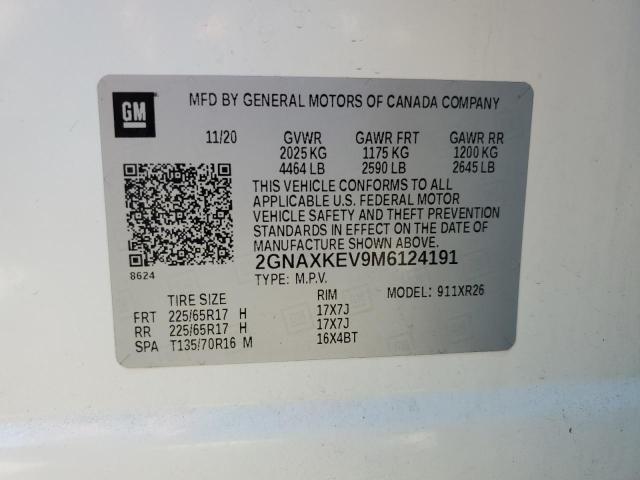 GM
MFD BY GENERAL MOTORS OF CANADA COMPANY
11/20 GVWR GAWR FRT GAWR RR
2025 KG 1175 KG 1200 KG
4464 LB 2590 LB 2645 LB
THIS VEHICLE CONFORMS TO ALL
APPLICABLE U.S. FEDERAL MOTOR
VEHICLE SAFETY AND THEFT PREVENTION
STANDARDS IN EFFECT ON THE DATE OF
MANUFACTURE SHOWN ABOVE.
8624
2GNAXKEV9M6124191
TYPE: M.P.V. MODEL: 911XR26
TIRE SIZE RIM
FRT 225/65R17 H 17X7J
RR 225/65R17 H 17X7J
SPA T135/70R16 M 16X4BT